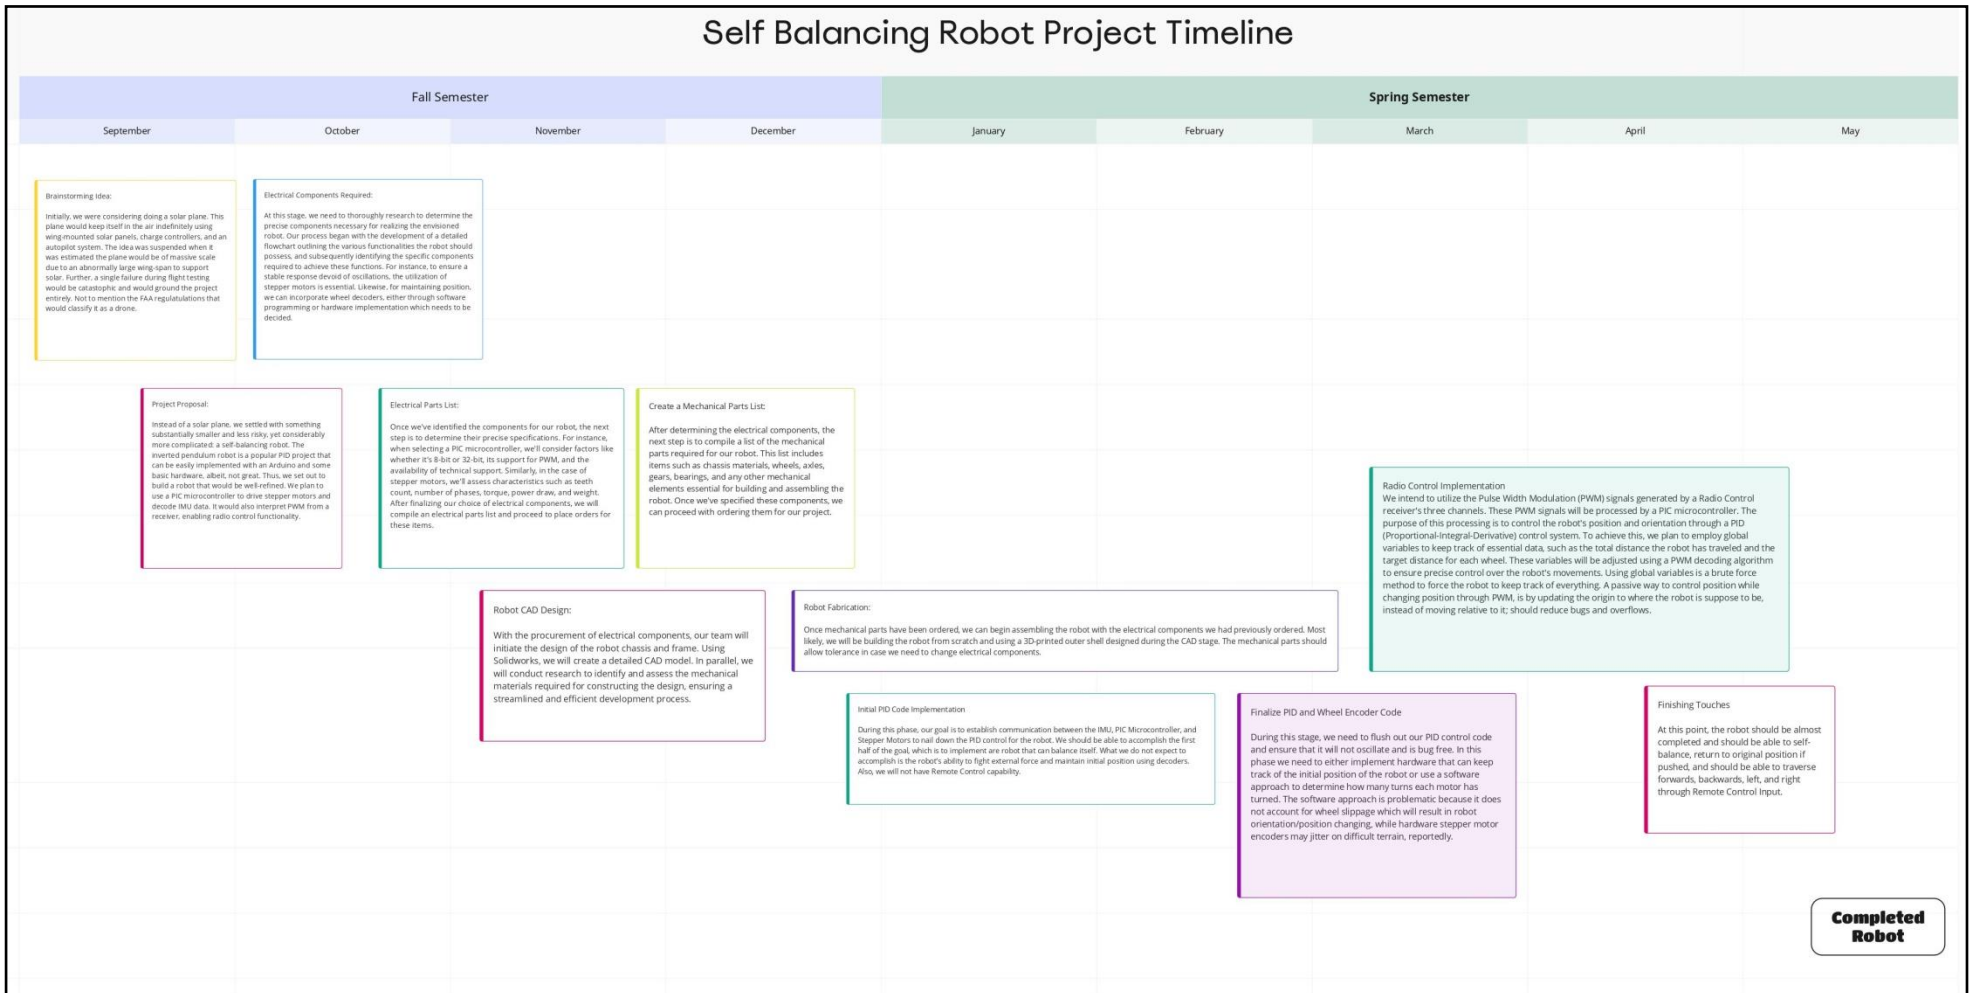 Self Balancing Robot Project Timeline
Fall Semester
Spring Semester
September
October
November
December
January
February
March
April
May
Brainstorming Idea:
Initially, we were considering doing a solar plane. This
plane would keep itself in the air indefinitely using
wing-mounted solar panels, charge controllers, and an
autopilot system. The idea was suspended when it
was estimated the plane would be of massive scale
due to an abnormally large wing-span to support
solar. Further, a single failure during flight testing
would be catastophic and would ground the project
entirely. Not to mention the FAA regulatulations that
would classify it as a drone.
Electrical Components Required:
At this stage, we need to thoroughly research to determine the
precise components necessary for realizing the envisioned
robot. Our process began with the development of a detailed
flowchart outlining the various functionalities the robot should
possess, and subsequently identifying the specific components
required to achieve these functions. For instance, to ensure a
stable response devoid of oscillations, the utilization of
stepper motors is essential. Likewise, for maintaining position,
we can incorporate wheel decoders, either through software
programming or hardware implementation which needs to be
decided.
Project Proposal:
Instead of a solar plane, we settled with something
substantially smaller and less risky, yet considerably
more complicated: a self-balancing robot. The
inverted pendulum robot is a popular PID project that
can be easily implemented with an Arduino and some
basic hardware, albeit, not great. Thus, we set out to
build a robot that would be well-refined. We plan to
use a PIC microcontroller to drive stepper motors and
decode IMU data. It would also interpret PWM from a
receiver, enabling radio control functionality.
Electrical Parts List:
Once we've identified the components for our robot, the next
step is to determine their precise specifications. For instance,
when selecting a PIC microcontroller, we'll consider factors like
whether it's 8-bit or 32-bit, its support for PWM, and the
availability of technical support. Similarly, in the case of
stepper motors, we'll assess characteristics such as teeth
count, number of phases, torque, power draw, and weight.
After finalizing our choice of electrical components, we will
compile an electrical parts list and proceed to place orders for
these items.
Create a Mechanical Parts List:
After determining the electrical components, the
next step is to compile a list of the mechanical
parts required for our robot. This list includes
items such as chassis materials, wheels, axles,
gears, bearings, and any other mechanical
elements essential for building and assembling the
robot. Once we've specified these components, we
can proceed with ordering them for our project.
Radio Control Implementation
We intend to utilize the Pulse Width Modulation (PWM) signals generated by a Radio Control
receiver's three channels. These PWM signals will be processed by a PIC microcontroller. The
purpose of this processing is to control the robot's position and orientation through a PID
(Proportional-Integral-Derivative) control system. To achieve this, we plan to employ global
variables to keep track of essential data, such as the total distance the robot has traveled and the
target distance for each wheel. These variables will be adjusted using a PWM decoding algorithm
to ensure precise control over the robot's movements. Using global variables is a brute force
method to force the robot to keep track of everything. A passive way to control position while
changing position through PWM, is by updating the origin to where the robot is suppose to be,
instead of moving relative to it; should reduce bugs and overflows.
Robot CAD Design:
With the procurement of electrical components, our team will
initiate the design of the robot chassis and frame. Using
Solidworks, we will create a detailed CAD model. In parallel, we
will conduct research to identify and assess the mechanical
materials required for constructing the design, ensuring a
streamlined and efficient development process.
Robot Fabrication:
Once mechanical parts have been ordered, we can begin assembling the robot with the electrical components we had previously ordered. Most
likely, we will be building the robot from scratch and using a 3D-printed outer shell designed during the CAD stage. The mechanical parts should
allow tolerance in case we need to change electrical components.
Initial PID Code Implementation
During this phase, our goal is to establish communication between the IMU, PIC Microcontroller, and
Stepper Motors to nail down the PID control for the robot. We should be able to accomplish the first
half of the goal, which is to implement are robot that can balance itself. What we do not expect to
accomplish is the robot's ability to fight external force and maintain initial position using decoders.
Also, we will not have Remote Control capability.
Finalize PID and Wheel Encoder Code
During this stage, we need to flush out our PID control code
and ensure that it will not oscillate and is bug free. In this
phase we need to either implement hardware that can keep
track of the initial position of the robot or use a software
approach to determine how many turns each motor has
turned. The software approach is problematic because it does
not account for wheel slippage which will result in robot
orientation/position changing, while hardware stepper motor
encoders may jitter on difficult terrain, reportedly.
Finishing Touches
At this point, the robot should be almost
completed and should be able to self-
balance, return to original position if
pushed, and should be able to traverse
forwards, backwards, left, and right
through Remote Control Input.
Completed
Robot